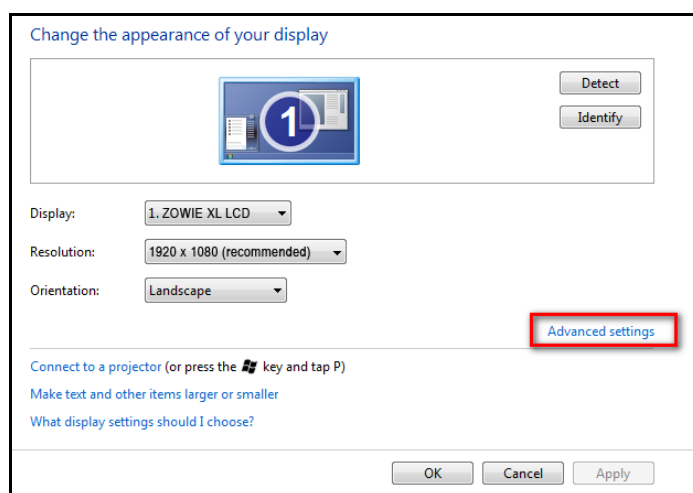 Change the appearance of your display
1
Detect
Identify
Display: 1. ZOWIE XL LCD
Resolution: 1920 x 1080 (recommended)
Orientation: Landscape
Advanced settings
Connect to a projector (or press the key and tap P)
Make text and other items larger or smaller
What display settings should I choose?
OK Cancel Apply